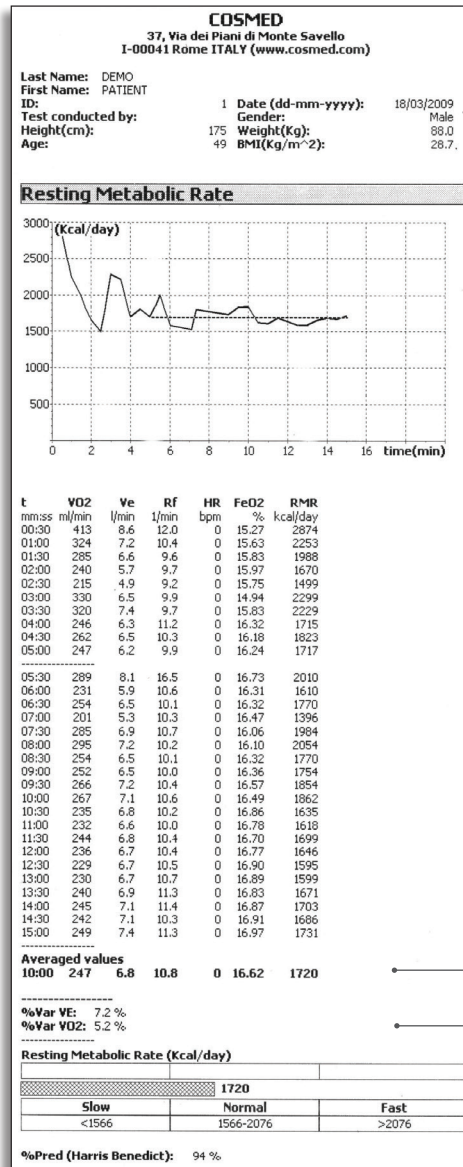 COSMED
37, Via dei Piani di Monte Savello
I-00041 Rome ITALY (www.cosmed.com)
Last Name: DEMO
First Name: PATIENT
ID: 1 Date (dd-mm-yyyy): 18/03/2009
Test conducted by: Gender: Male
Height(cm): 175 Weight(Kg): 88.0
Age: 49 BMI(Kg/m^2): 28.7
Resting Metabolic Rate
3000 (Kcal/day)
2500
2000
1500
1000
500
0 2 4 6 8 10 12 14 16 time(min)
t VO2 Ve Rf HR FeO2 RMR
mm:ss ml/min l/min 1/min bpm % kcal/day
00:30 413 8.6 12.0 0 15.27 2874
01:00 324 7.2 10.4 0 15.63 2253
01:30 285 6.6 9.6 0 15.83 1988
02:00 240 5.7 9.7 0 15.97 1670
02:30 215 4.9 9.2 0 15.75 1499
03:00 330 6.5 9.9 0 14.94 2299
03:30 320 7.4 9.7 0 15.83 2229
04:00 246 6.3 11.2 0 16.32 1715
04:30 262 6.5 10.3 0 16.18 1823
05:00 247 6.2 9.9 0 16.24 1717
----------------
05:30 289 8.1 16.5 0 16.73 2010
06:00 231 5.9 10.6 0 16.31 1610
06:30 254 6.5 10.1 0 16.32 1770
07:00 201 5.3 10.3 0 16.47 1396
07:30 285 6.9 10.7 0 16.06 1984
08:00 295 7.2 10.2 0 16.10 2054
08:30 254 6.5 10.1 0 16.32 1770
09:00 252 6.5 10.0 0 16.36 1754
09:30 266 7.2 10.4 0 16.57 1854
10:00 267 7.1 10.6 0 16.49 1862
10:30 235 6.8 10.2 0 16.86 1635
11:00 232 6.6 10.0 0 16.78 1618
11:30 244 6.8 10.4 0 16.70 1699
12:00 236 6.7 10.4 0 16.77 1646
12:30 229 6.7 10.5 0 16.90 1595
13:00 230 6.7 10.7 0 16.89 1599
13:30 240 6.9 11.3 0 16.83 1671
14:00 245 7.1 11.4 0 16.87 1703
14:30 242 7.1 10.3 0 16.91 1686
15:00 249 7.4 11.3 0 16.97 1731
----------------
Averaged values
10:00 247 6.8 10.8 0 16.62 1720
-----------------
%Var VE: 7.2 %
%Var VO2: 5.2 %
----------------
Resting Metabolic Rate (Kcal/day)
1720
Slow Normal Fast
<1566 1566-2076 >2076
%Pred (Harris Benedict): 94 %